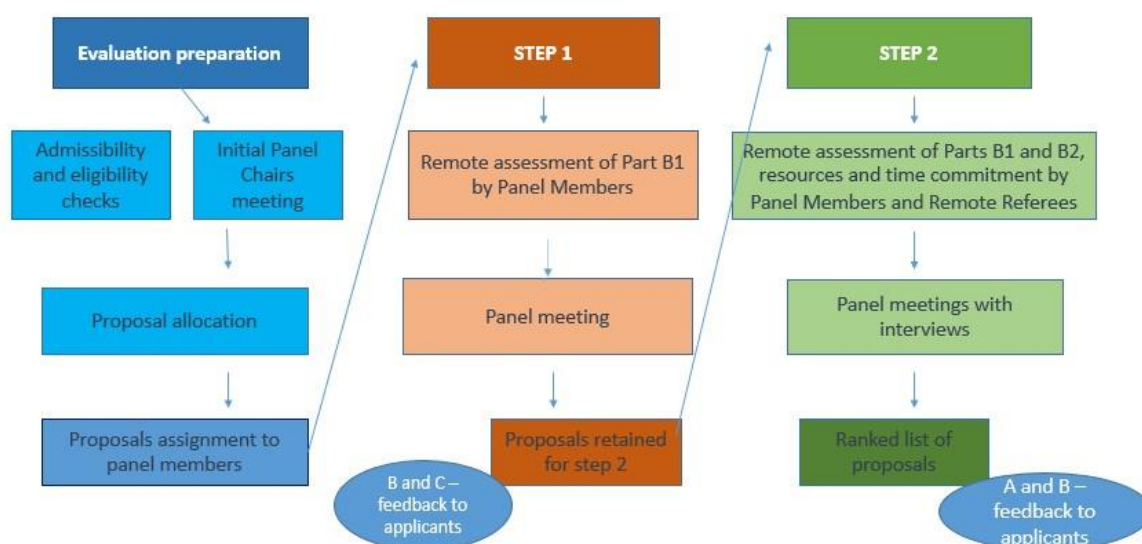 Evaluation preparation
Admissibility
and eligibility
checks
Initial Panel
Chairs
meeting
Proposal allocation
Proposals assignment to
panel members
STEP 1
Remote assessment of Part B1
by Panel Members
Panel meeting
Proposals retained
for step 2
B and C –
feedback to
applicants
STEP 2
Remote assessment of Parts B1 and B2,
resources and time commitment by
Panel Members and Remote Referees
Panel meetings with
interviews
Ranked list of
proposals
A and B –
feedback to
applicants